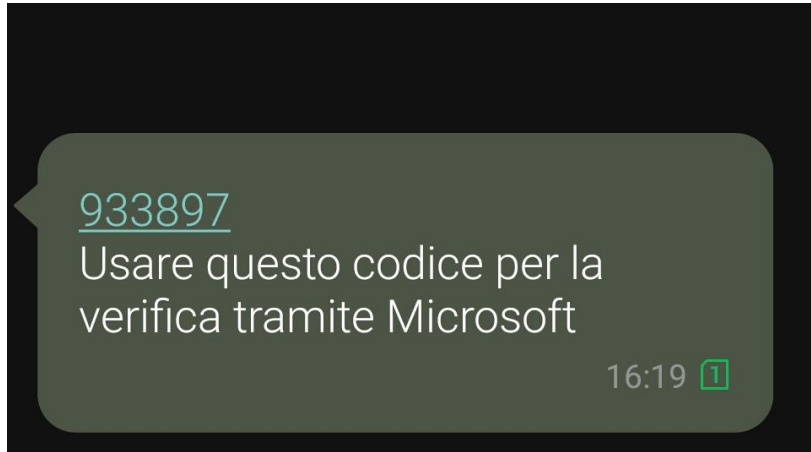 933897
Usare questo codice per la
verifica tramite Microsoft
16:19 1